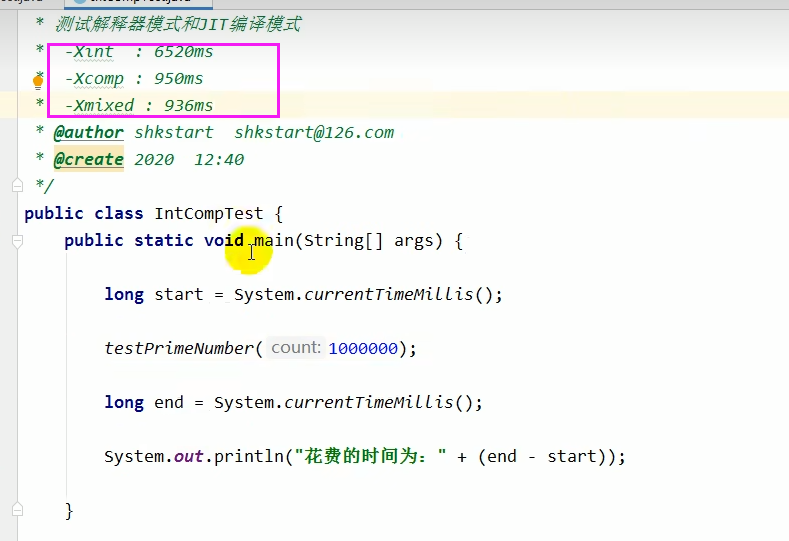 * 测试解释器模式和JIT编译模式
* -Xint : 6520ms
* -Xcomp : 950ms
* -Xmixed : 936ms
* @author shkstart shkstart@126.com
* @create 2020 12:40
*/
public class IntCompTest {
public static void main(String[] args) {
long start = System.currentTimeMillis();
testPrimeNumber( count: 1000000);
long end = System.currentTimeMillis();
System.out.println("花费的时间为：" + (end - start));
}